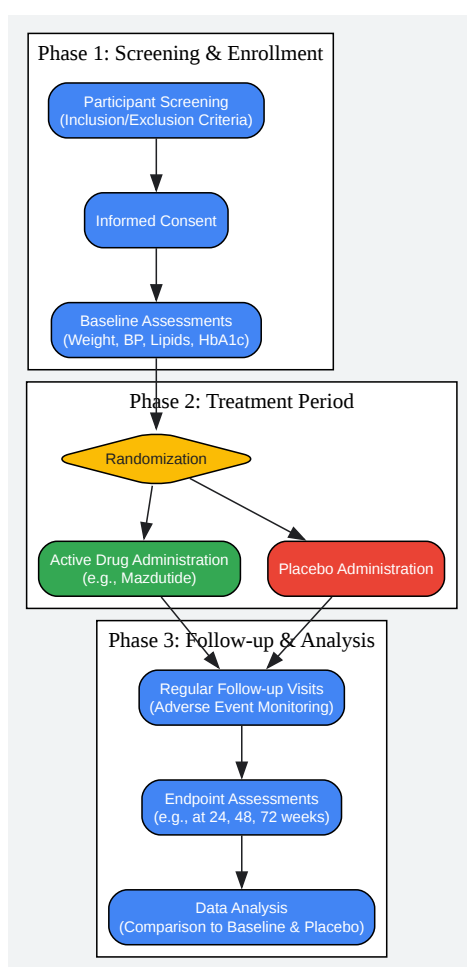 Phase 1: Screening & Enrollment
Participant Screening
(Inclusion/Exclusion Criteria)
Informed Consent
Baseline Assessments
(Weight, BP, Lipids, HbA1c)
Phase 2: Treatment Period
Randomization
Active Drug Administration
(e.g., Mazdutide)
Placebo Administration
Phase 3: Follow-up & Analysis
Regular Follow-up Visits
(Adverse Event Monitoring)
Endpoint Assessments
(e.g., at 24, 48, 72 weeks)
Data Analysis
(Comparison to Baseline & Placebo)